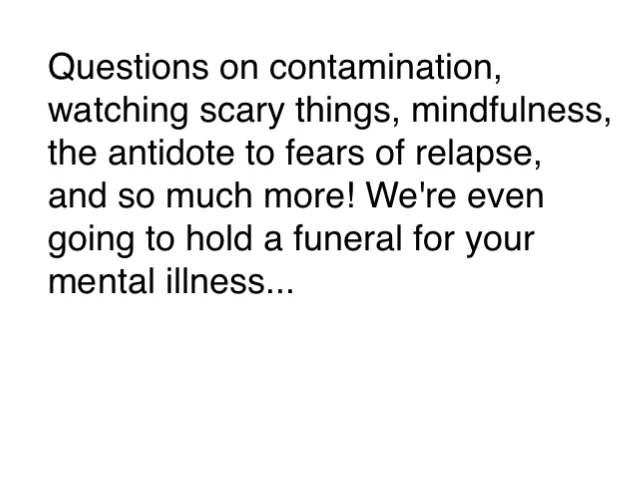 Questions on contamination,
watching scary things, mindfulness,
the antidote to fears of relapse,
and so much more! We're even
going to hold a funeral for your
mental illness...